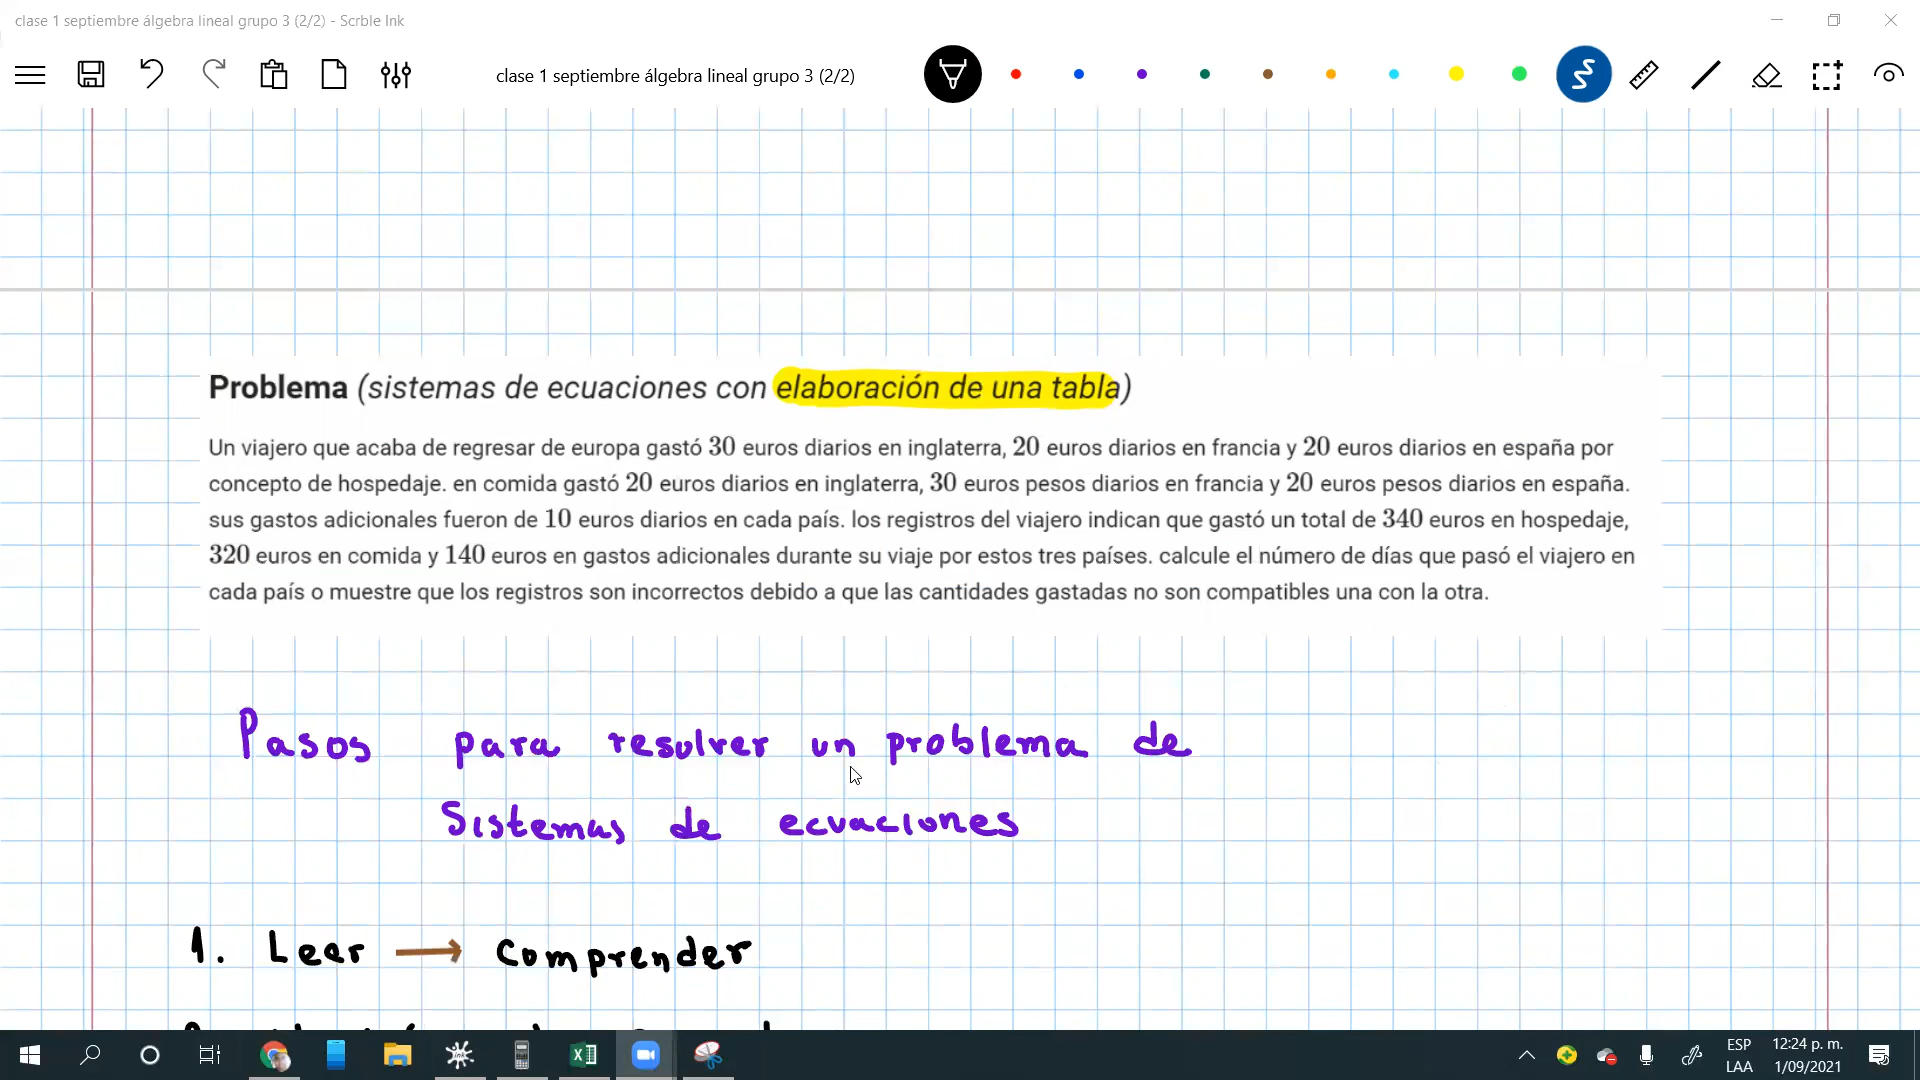 clase 1 septiembre álgebra lineal grupo 3 (2/2) - Scrble Ink
clase 1 septiembre álgebra lineal grupo 3 (2/2)
Problema (sistemas de ecuaciones con elaboración de una tabla)
Un viajero que acaba de regresar de europa gastó 30 euros diarios en inglaterra, 20 euros diarios en francia y 20 euros diarios en españa por
concepto de hospedaje. en comida gastó 20 euros diarios en inglaterra, 30 euros pesos diarios en francia y 20 euros pesos diarios en españa.
sus gastos adicionales fueron de 10 euros diarios en cada país. los registros del viajero indican que gastó un total de 340 euros en hospedaje,
320 euros en comida y 140 euros en gastos adicionales durante su viaje por estos tres países. calcule el número de días que pasó el viajero en
cada país o muestre que los registros son incorrectos debido a que las cantidades gastadas no son compatibles una con la otra.
Pasos para resolver un problema de
Sistemas de ecuaciones
1. Leer → Comprender
ESP 12:24 p. m.
LAA 1/09/2021